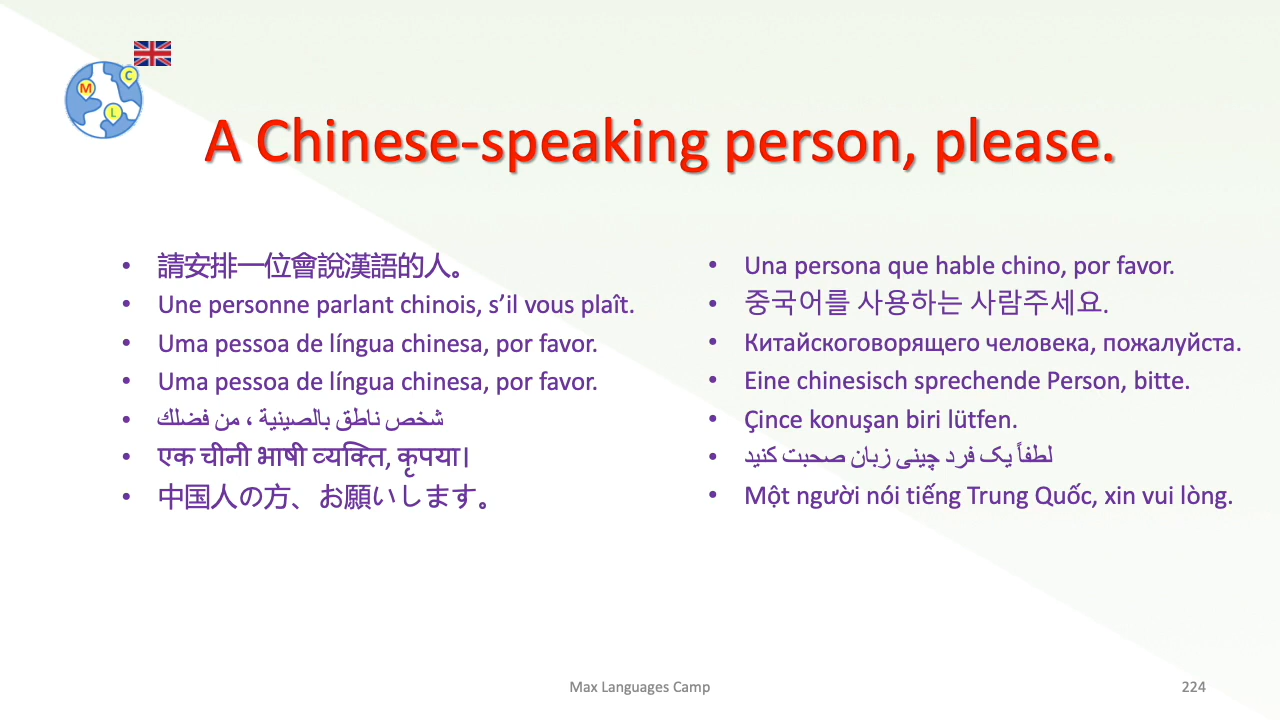 M
C
L
A Chinese-speaking person, please.
請安排一位會說漢語的人。
Une personne parlant chinois, s’il vous plaît.
Uma pessoa de língua chinesa, por favor.
Uma pessoa de língua chinesa, por favor.
شخص ناطق بالصينية ، من فضلك
एक चीनी भाषी व्यक्ति, कृपया।
中国人の方、お願いします。
Una persona que hable chino, por favor.
중국어를 사용하는 사람주세요.
Китайскоговорящего человека, пожалуйста.
Eine chinesisch sprechende Person, bitte.
Çince konuşan biri lütfen.
لطفاً یک فرد چینی زبان صحبت کنید
Một người nói tiếng Trung Quốc, xin vui lòng.
Max Languages Camp
224